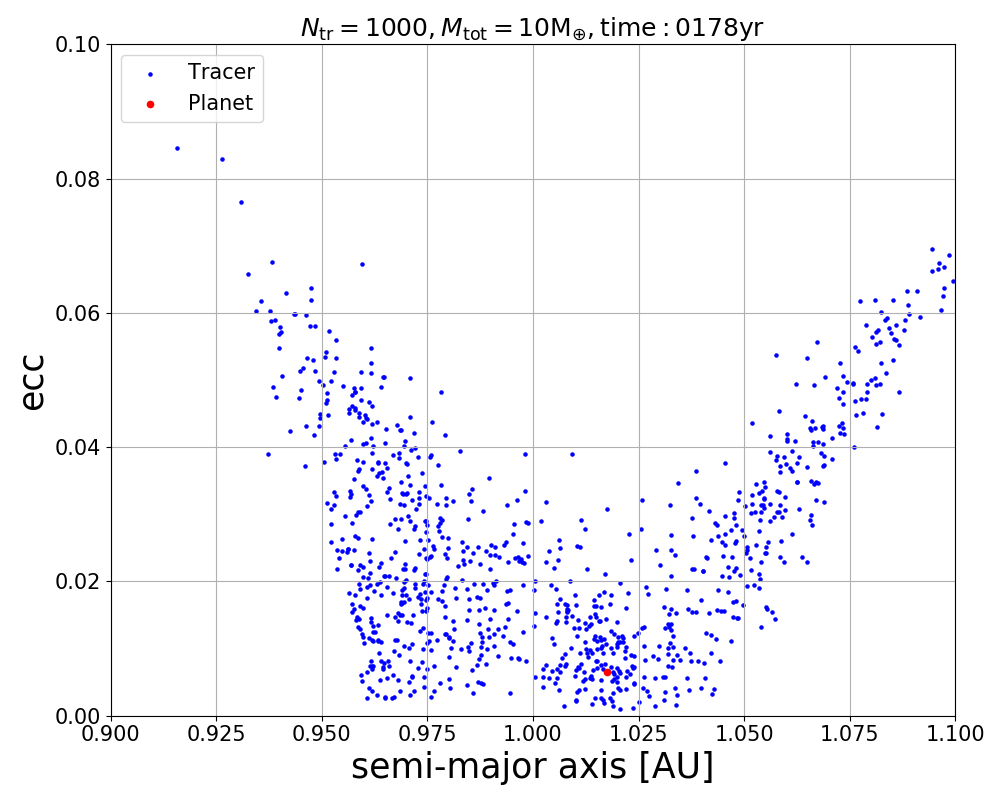 N_tr = 1000, M_tot = 10M_⊕, time : 0178yr
Tracer
Planet
0.10
0.08
0.06
0.04
0.02
0.00
ecc
0.900 0.925 0.950 0.975 1.000 1.025 1.050 1.075 1.100
semi-major axis [AU]